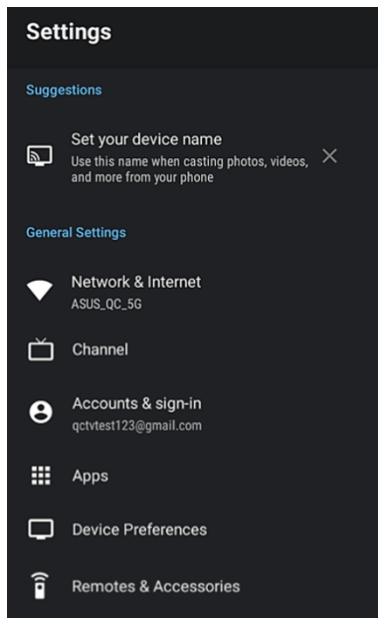 Settings
Suggestions
Set your device name
Use this name when casting photos, videos,
and more from your phone
General Settings
Network & Internet
ASUS_QC_5G
Channel
Accounts & sign-in
qctvtest123@gmail.com
Apps
Device Preferences
Remotes & Accessories